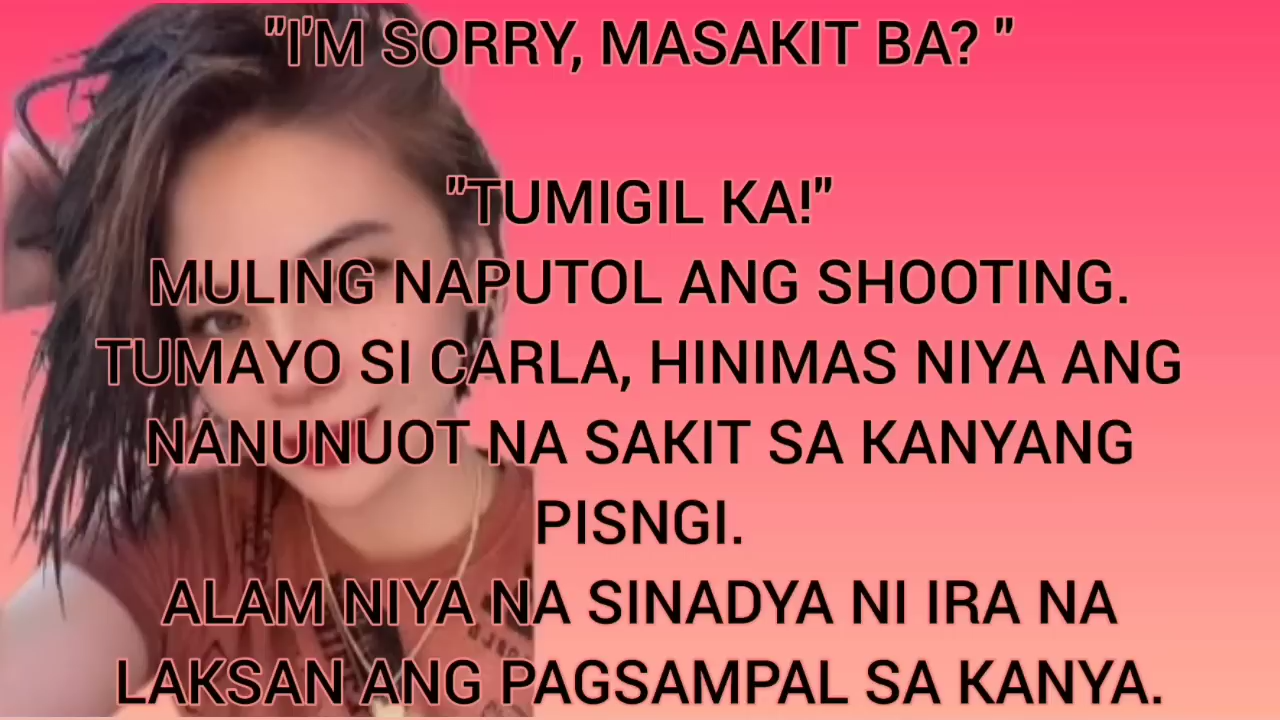 "I'M SORRY, MASAKIT BA? "
"TUMIGIL KA!"
MULING NAPUTOL ANG SHOOTING.
TUMAYO SI CARLA, HINIMAS NIYA ANG
NANUNUOT NA SAKIT SA KANYANG
PISNGI.
ALAM NIYA NA SINADYA NI IRA NA
LAKSAN ANG PAGSAMPAL SA KANYA.